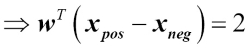 ⇒ w^T (x_pos − x_neg) = 2